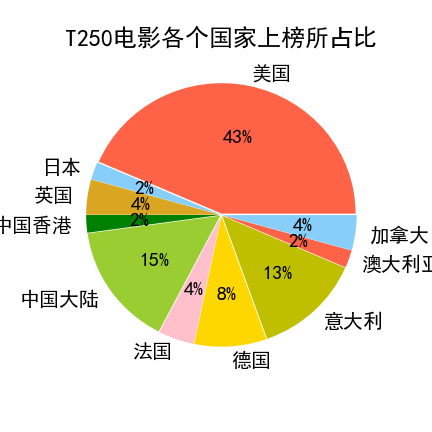 T250电影各个国家上榜所占比
美国
43%
日本
2%
英国
4%
中国香港
2%
中国大陆
15%
法国
4%
德国
8%
意大利
13%
澳大利亚
2%
加拿大
4%